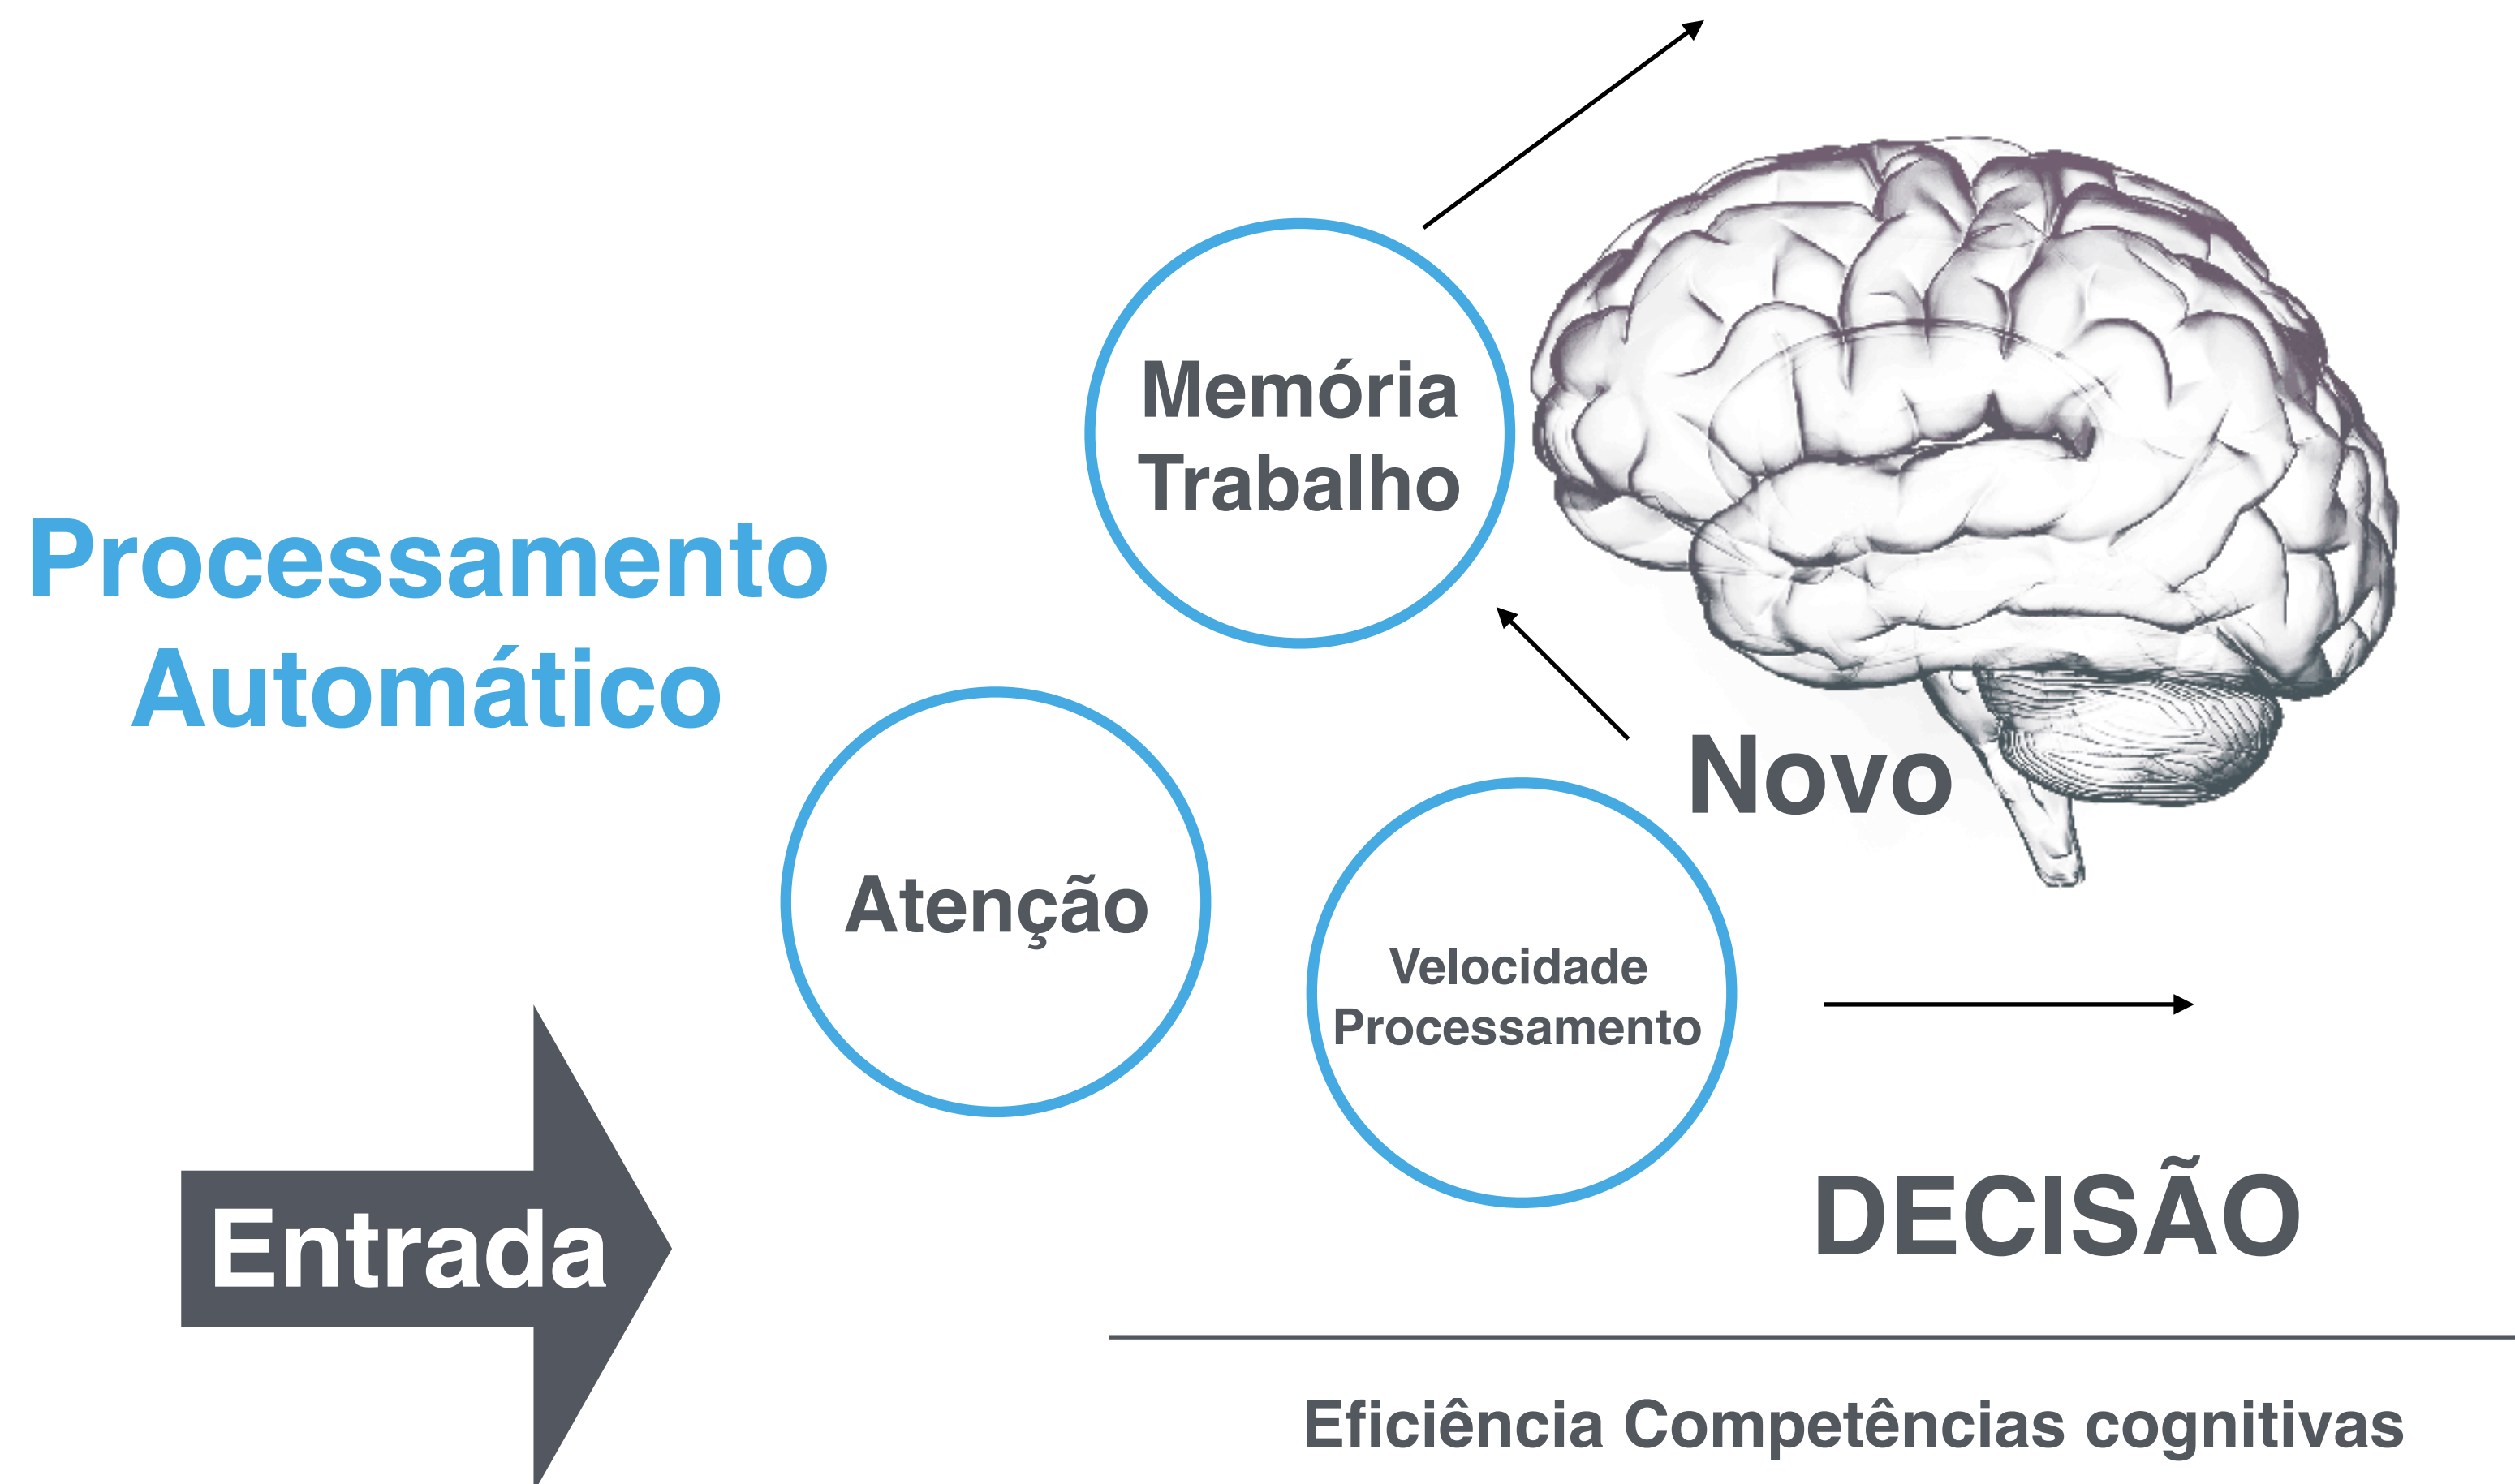 Memória
Trabalho
Processamento
Automático
Novo
Atenção
Velocidade
Processamento
Entrada
DECISÃO
Eficiência Competências cognitivas